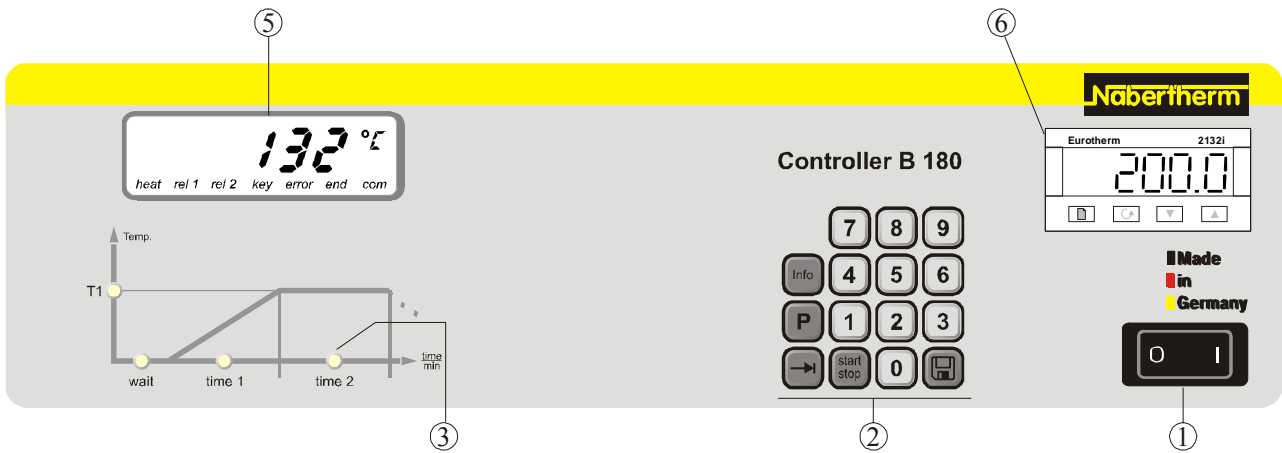 ⑤
⑥
Nabertherm
132 °C
heat rel 1 rel 2 key error end com
Eurotherm 2132i
200.0
Controller B 180
7 8 9
Info 4 5 6
P 1 2 3
start
stop
0
Temp.
T1
wait time 1 time 2
time
min
Made
in
Germany
O I
③
②
①